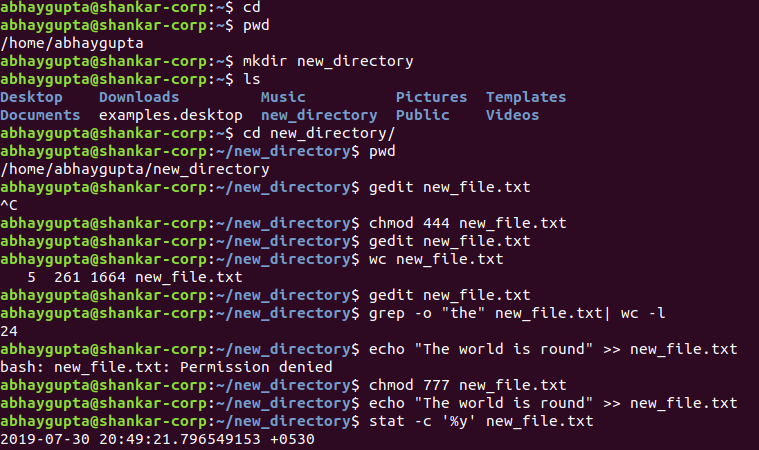 abhaygupta@shankar-corp:~$ cd
abhaygupta@shankar-corp:~$ pwd
/home/abhaygupta
abhaygupta@shankar-corp:~$ mkdir new_directory
abhaygupta@shankar-corp:~$ ls
Desktop    Downloads         Music          Pictures  Templates
Documents  examples.desktop  new_directory  Public    Videos
abhaygupta@shankar-corp:~$ cd new_directory/
abhaygupta@shankar-corp:~/new_directory$ pwd
/home/abhaygupta/new_directory
abhaygupta@shankar-corp:~/new_directory$ gedit new_file.txt
^C
abhaygupta@shankar-corp:~/new_directory$ chmod 444 new_file.txt
abhaygupta@shankar-corp:~/new_directory$ gedit new_file.txt
abhaygupta@shankar-corp:~/new_directory$ wc new_file.txt
   5  261 1664 new_file.txt
abhaygupta@shankar-corp:~/new_directory$ gedit new_file.txt
abhaygupta@shankar-corp:~/new_directory$ grep -o "the" new_file.txt| wc -l
24
abhaygupta@shankar-corp:~/new_directory$ echo "The world is round" >> new_file.txt
bash: new_file.txt: Permission denied
abhaygupta@shankar-corp:~/new_directory$ chmod 777 new_file.txt
abhaygupta@shankar-corp:~/new_directory$ echo "The world is round" >> new_file.txt
abhaygupta@shankar-corp:~/new_directory$ stat -c '%y' new_file.txt
2019-07-30 20:49:21.796549153 +0530